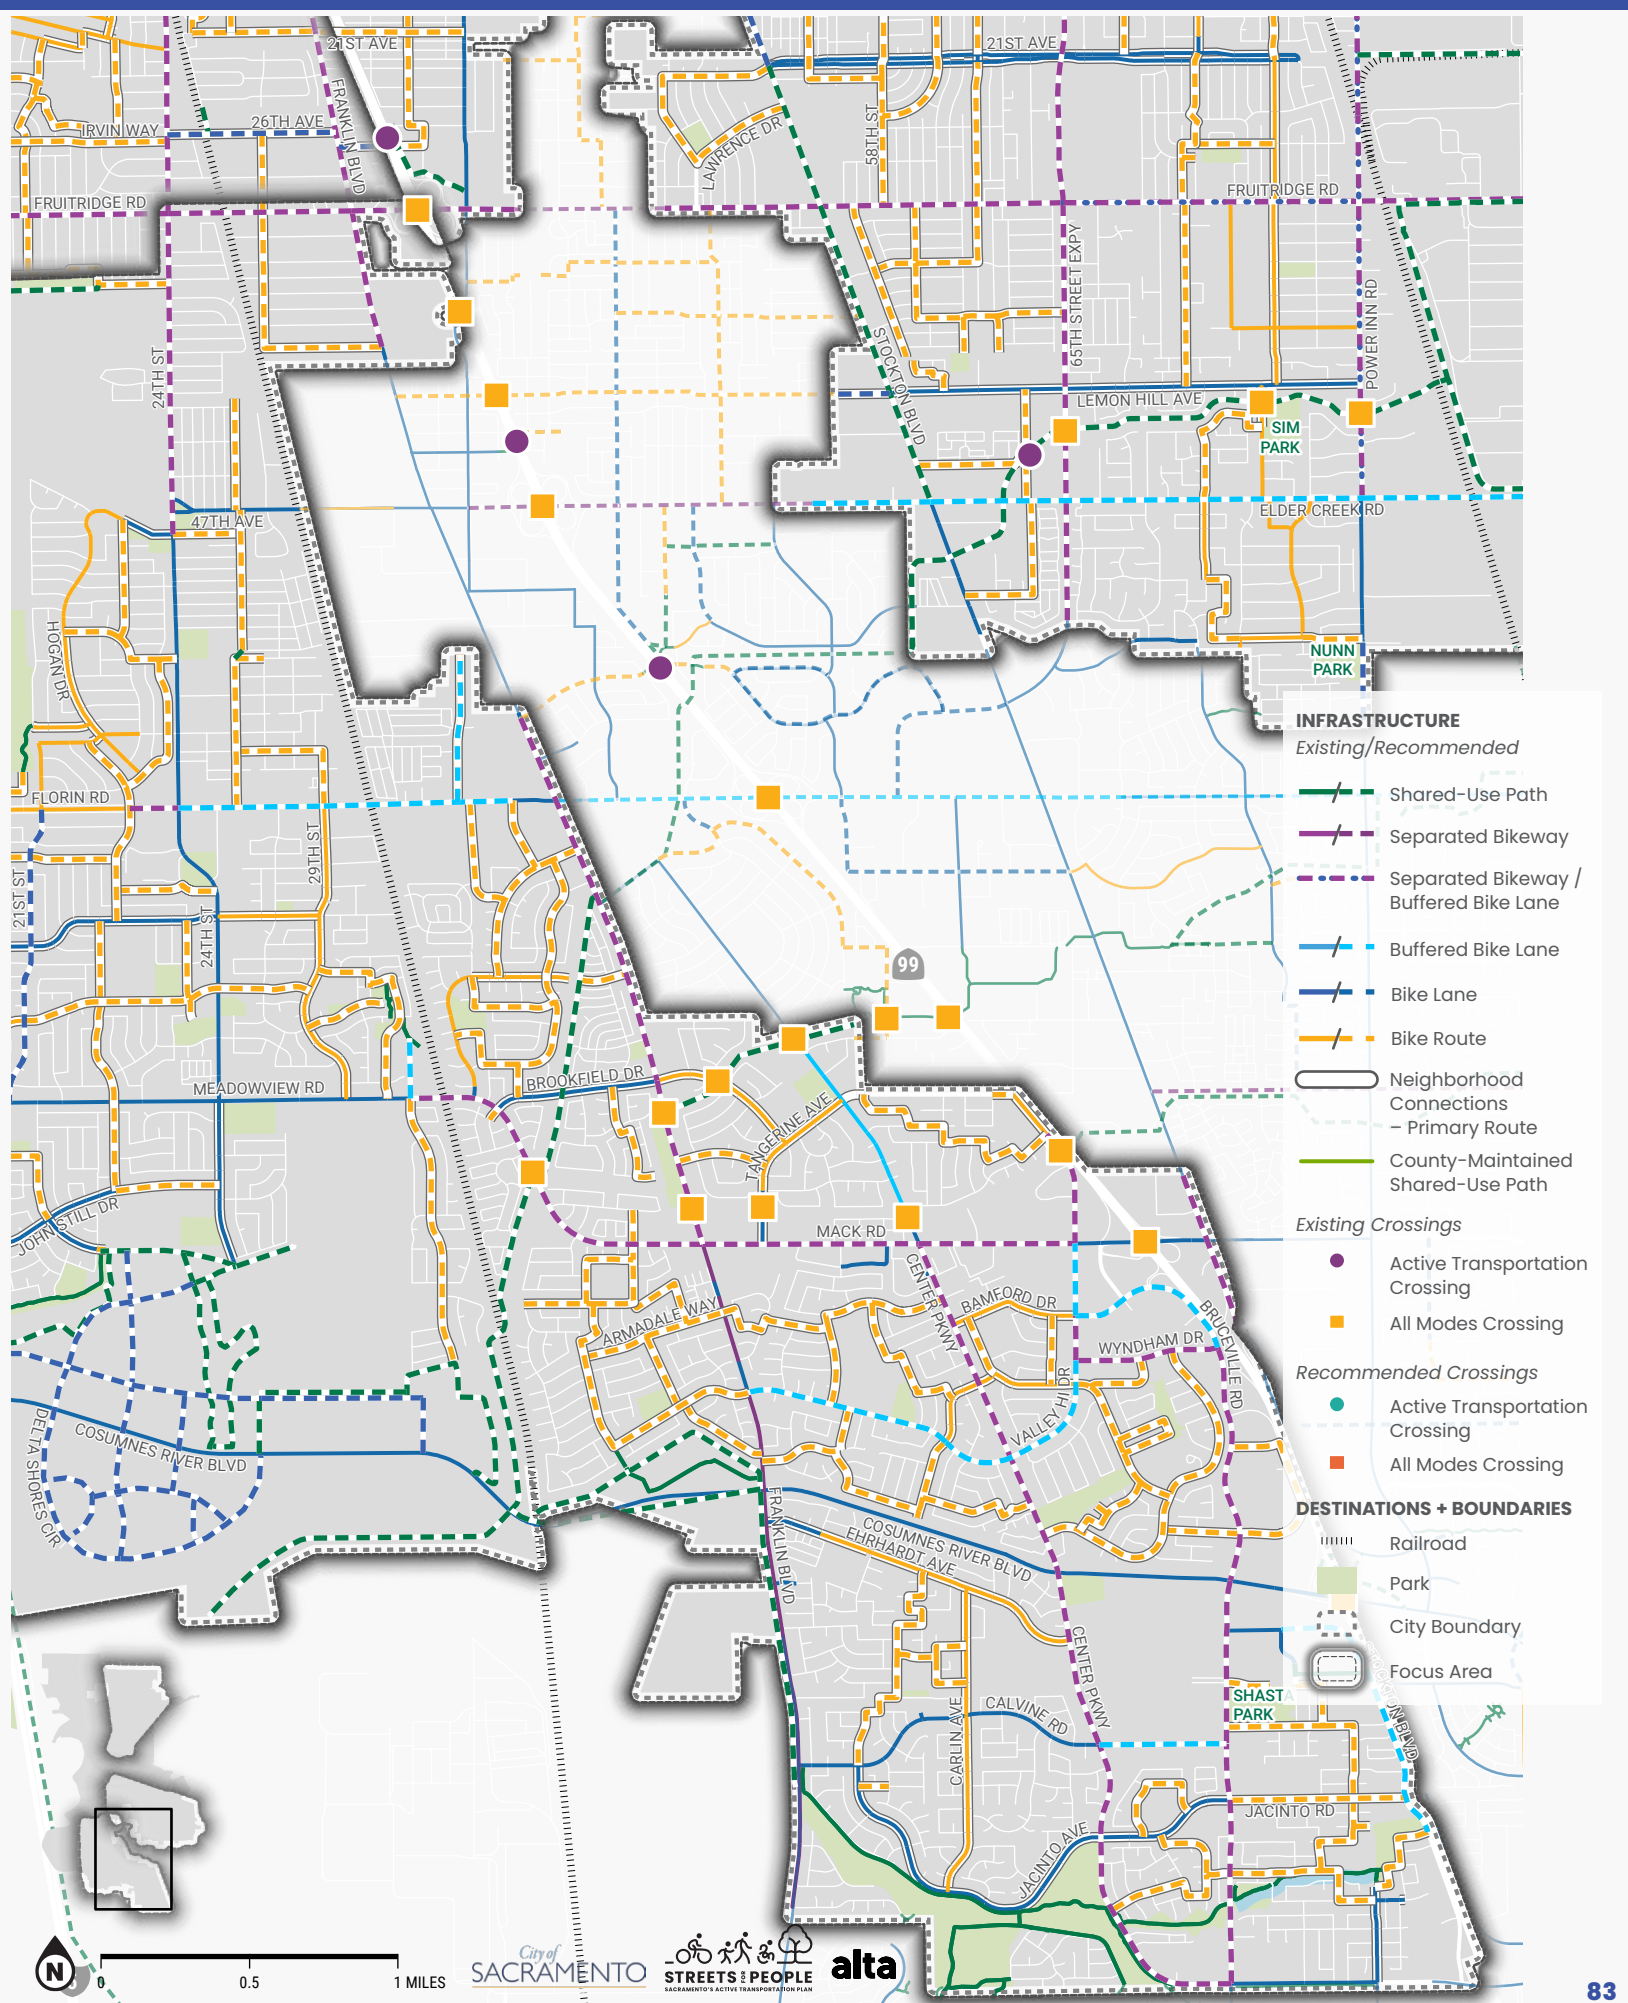 21ST AVE
21ST AVE
FRANKLIN BLVD
IRVIN WAY
26TH AVE
58TH ST
LAWRENCE DR
FRUITRIDGE RD
FRUITRIDGE RD
24TH ST
65TH STREET EXPY
POWER INN RD
STOCKTON BLVD
LEMON HILL AVE
SIM
PARK
47TH AVE
ELDER CREEK RD
HOGAN DR
NUNN
PARK
FLORIN RD
29TH ST
21ST ST
24TH ST
99
MEADOWVIEW RD
BROOKFIELD DR
TANGERINE AVE
JOHN STILL DR
MACK RD
CENTER PKWY
BAMFORD DR
ARMADALE WAY
WYNDHAM DR
BRUCEVILLE RD
VALLEY HI DR
DELTA SHORES CIR
COSUMNES RIVER BLVD
FRANKLIN BLVD
COSUMNES RIVER BLVD
EHRHARDT AVE
CENTER PKWY
SHASTA
PARK
STOCKTON BLVD
CALVINE RD
CARLIN AVE
JACINTO RD
JACINTO AVE
INFRASTRUCTURE
Existing/Recommended
Shared-Use Path
Separated Bikeway
Separated Bikeway /
Buffered Bike Lane
Buffered Bike Lane
Bike Lane
Bike Route
Neighborhood
Connections
– Primary Route
County-Maintained
Shared-Use Path
Existing Crossings
Active Transportation
Crossing
All Modes Crossing
Recommended Crossings
Active Transportation
Crossing
All Modes Crossing
DESTINATIONS + BOUNDARIES
Railroad
Park
City Boundary
Focus Area
N
0
0.5
1 MILES
City of
SACRAMENTO
STREETS FOR PEOPLE
SACRAMENTO'S ACTIVE TRANSPORTATION PLAN
alta
83